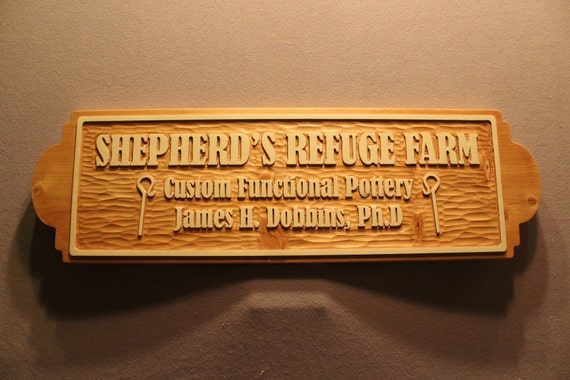 SHEPHERD'S REFUGE FARM
Custom Functional Pottery
James H. Dobbins, Ph.D